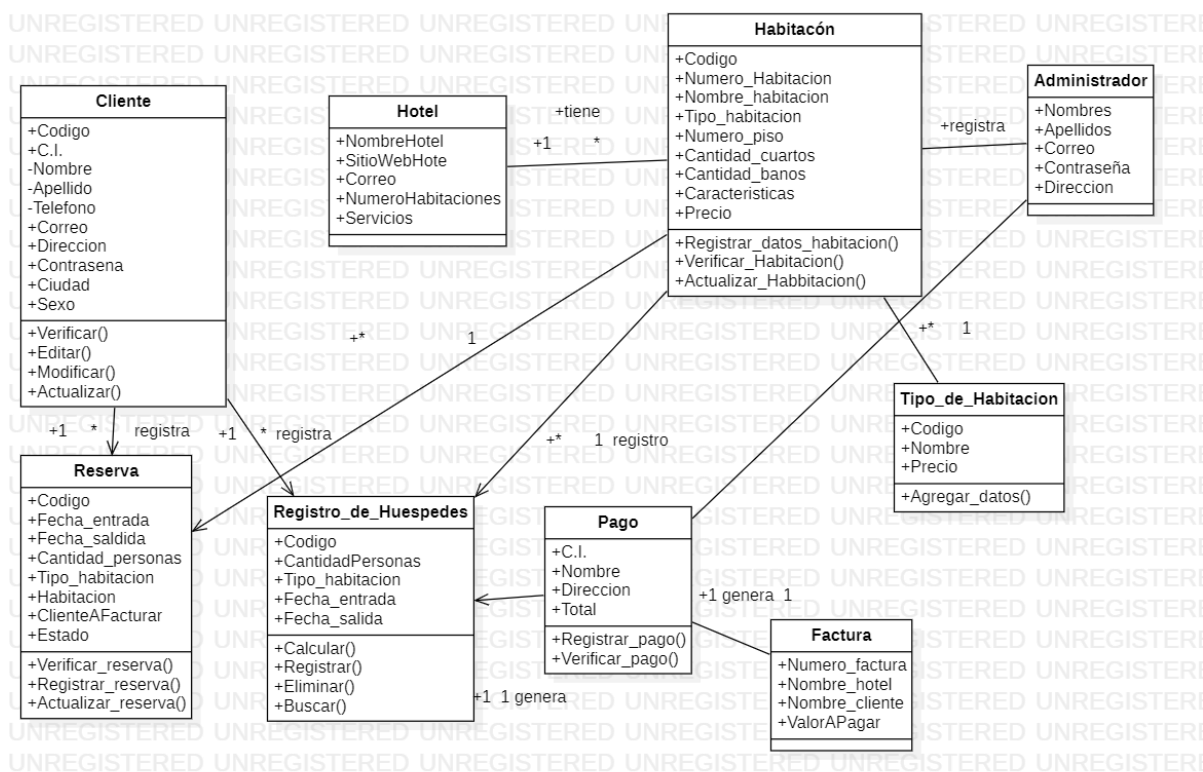 Habitacón
+Codigo
+Numero_Habitacion
+Nombre_habitacion
+Tipo_habitacion
+Numero_piso
+Cantidad_cuartos
+Cantidad_banos
+Caracteristicas
+Precio
+Registrar_datos_habitacion()
+Verificar_Habitacion()
+Actualizar_Habbitacion()
Administrador
+Nombres
+Apellidos
+Correo
+Contraseña
+Direccion
+registra
Cliente
+Codigo
+C.I.
-Nombre
-Apellido
-Telefono
+Correo
+Direccion
+Contrasena
+Ciudad
+Sexo
+Verificar()
+Editar()
+Modificar()
+Actualizar()
Hotel
+NombreHotel
+SitioWebHote
+Correo
+NumeroHabitaciones
+Servicios
+tiene
+1 *
+* 1
+* 1
Tipo_de_Habitacion
+Codigo
+Nombre
+Precio
+Agregar_datos()
+1 * registra
+1 * registra
+* 1 registro
Reserva
+Codigo
+Fecha_entrada
+Fecha_saldida
+Cantidad_personas
+Tipo_habitacion
+Habitacion
+ClienteAFacturar
+Estado
+Verificar_reserva()
+Registrar_reserva()
+Actualizar_reserva()
Registro_de_Huespedes
+Codigo
+CantidadPersonas
+Tipo_habitacion
+Fecha_entrada
+Fecha_salida
+Calcular()
+Registrar()
+Eliminar()
+Buscar()
+1 1 genera
Pago
+C.I.
+Nombre
+Direccion
+Total
+Registrar_pago()
+Verificar_pago()
+1 genera 1
Factura
+Numero_factura
+Nombre_hotel
+Nombre_cliente
+ValorAPagar
UNREGISTERED